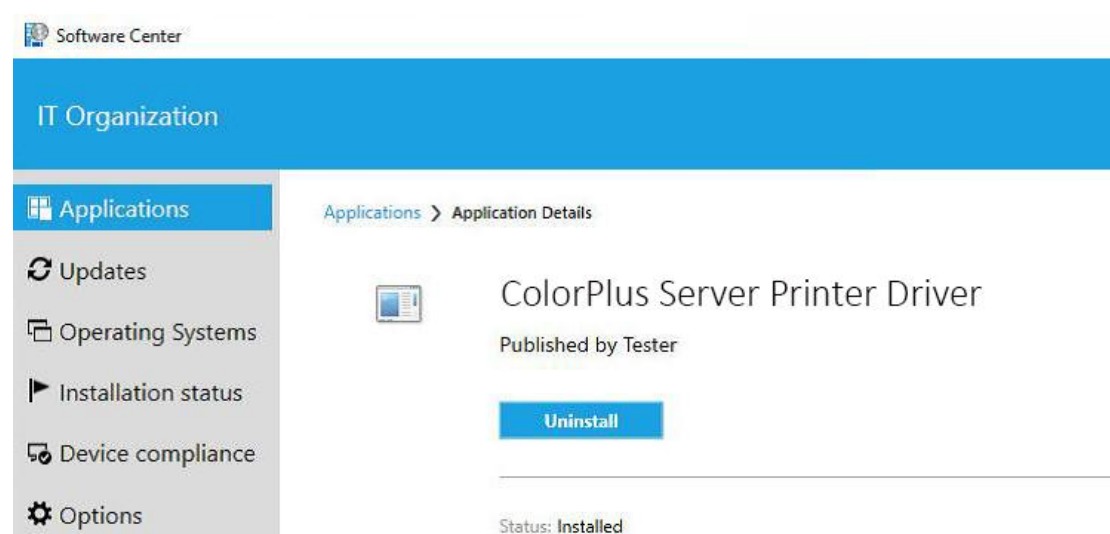 Software Center
IT Organization
Applications
Updates
Operating Systems
Installation status
Device compliance
Options
Applications > Application Details
ColorPlus Server Printer Driver
Published by Tester
Uninstall
Status: Installed